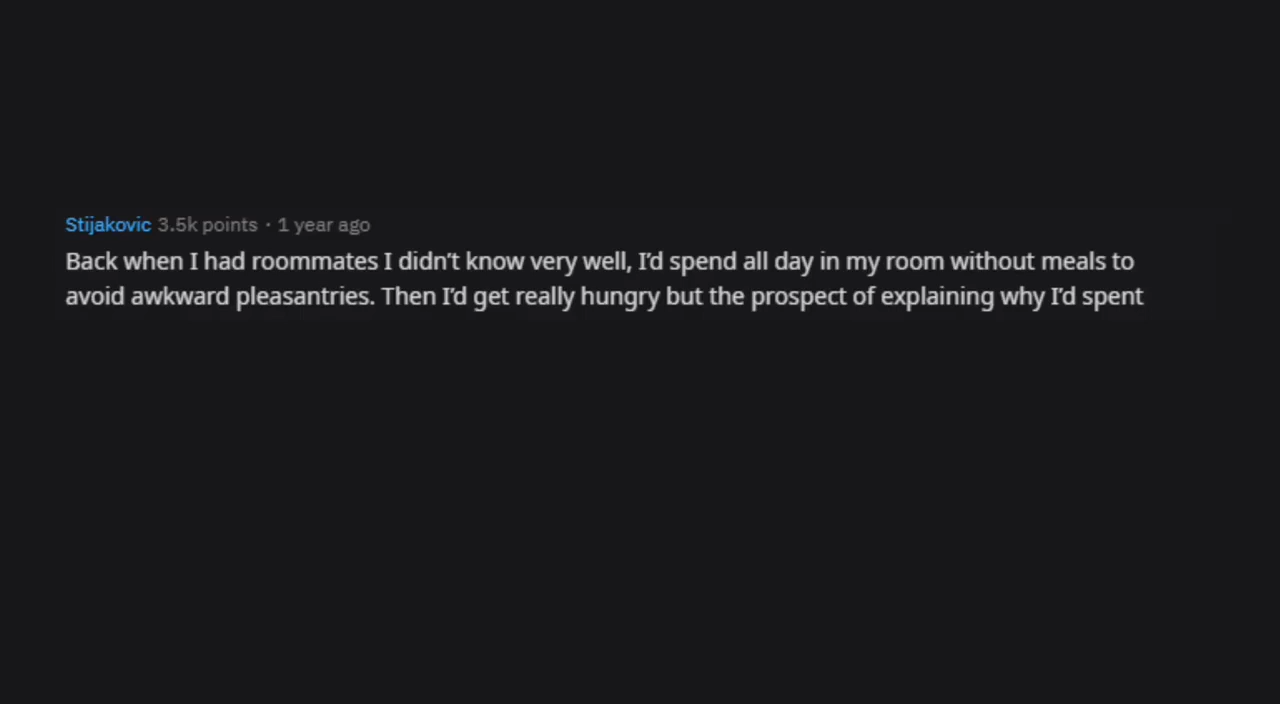 Stijakovic 3.5k points · 1 year ago
Back when I had roommates I didn’t know very well, I’d spend all day in my room without meals to
avoid awkward pleasantries. Then I’d get really hungry but the prospect of explaining why I’d spent